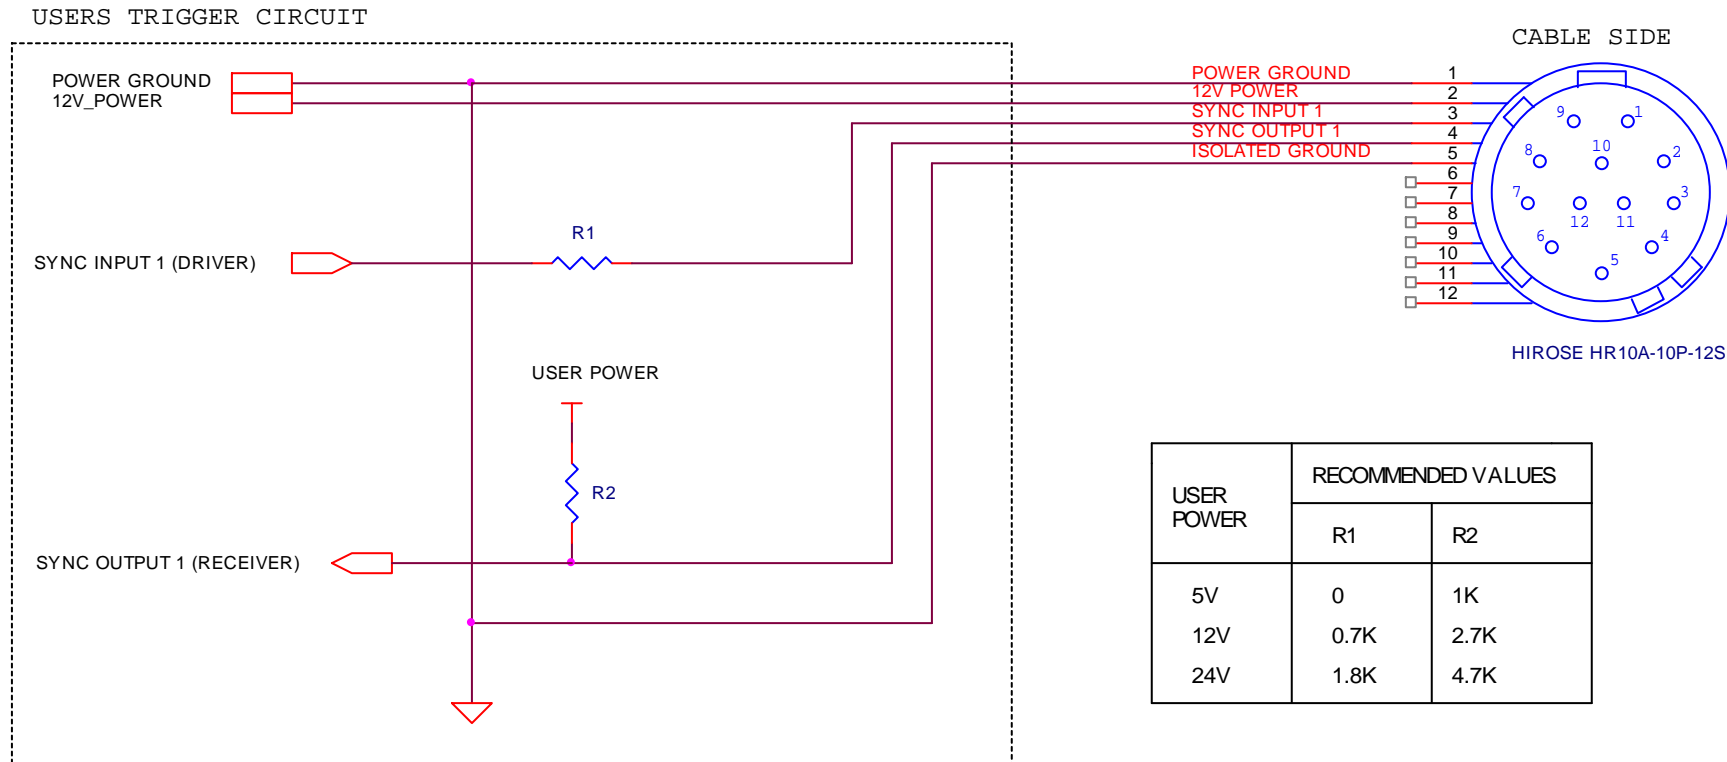 USERS TRIGGER CIRCUIT
CABLE SIDE
POWER GROUND
12V_POWER
POWER GROUND 1
12V POWER 2
SYNC INPUT 1 3
SYNC OUTPUT 1 4
ISOLATED GROUND 5
6
7
8
9
10
11
12
9 1
8 10 2
7 12 11 3
6 4
5
HIROSE HR10A-10P-12S
R1
SYNC INPUT 1 (DRIVER)
USER POWER
R2
SYNC OUTPUT 1 (RECEIVER)
USER POWER
RECOMMENDED VALUES
R1 R2
5V 0 1K
12V 0.7K 2.7K
24V 1.8K 4.7K